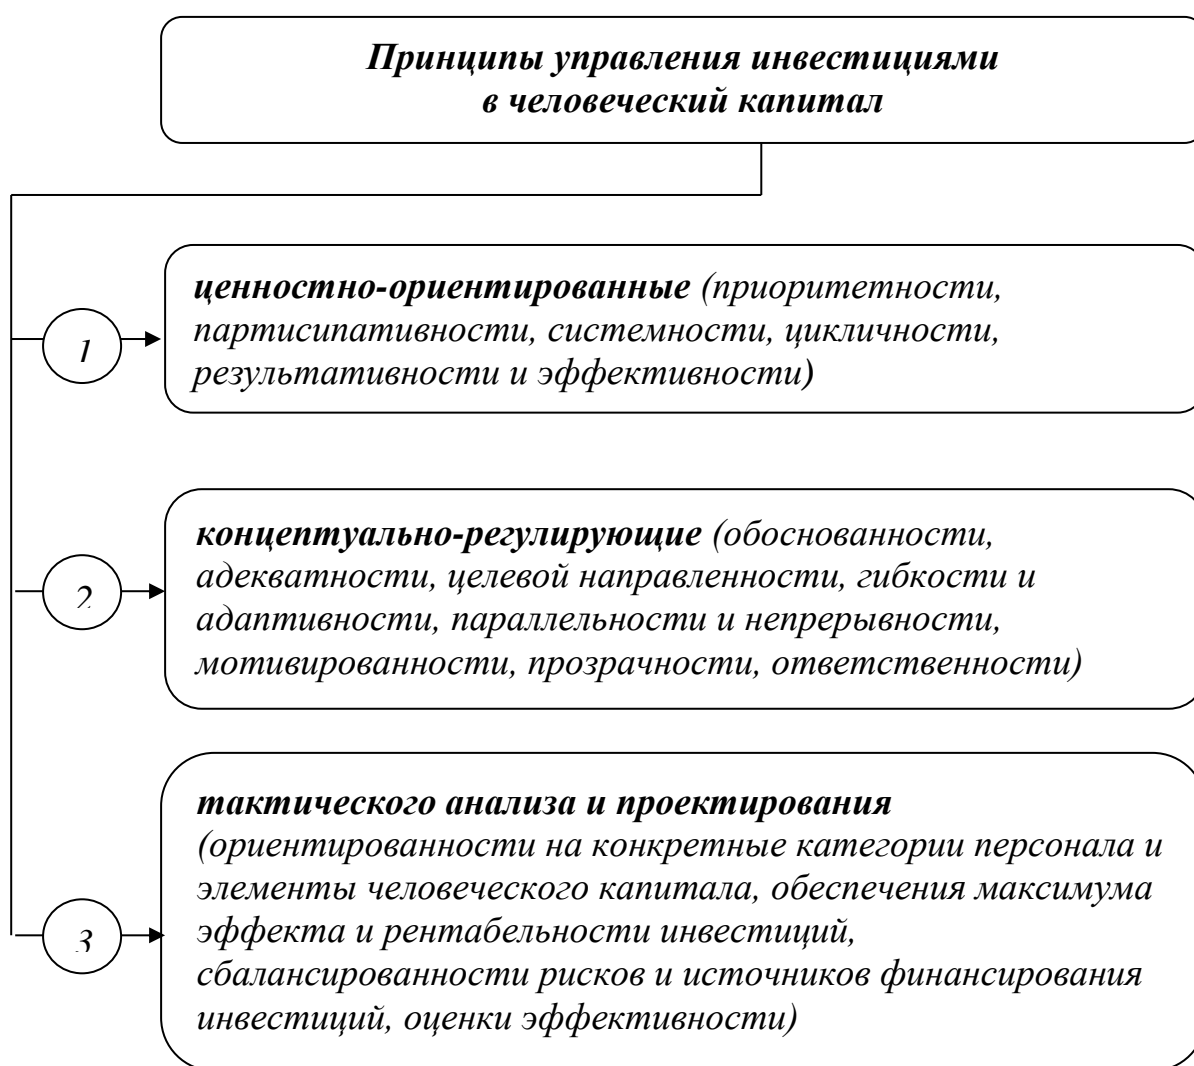 Принципы управления инвестициями
в человеческий капитал
1
ценностно-ориентированные (приоритетности,
партисипативности, системности, цикличности,
результативности и эффективности)
2
концептуально-регулирующие (обоснованности,
адекватности, целевой направленности, гибкости и
адаптивности, параллельности и непрерывности,
мотивированности, прозрачности, ответственности)
3
тактического анализа и проектирования
(ориентированности на конкретные категории персонала и
элементы человеческого капитала, обеспечения максимума
эффекта и рентабельности инвестиций,
сбалансированности рисков и источников финансирования
инвестиций, оценки эффективности)